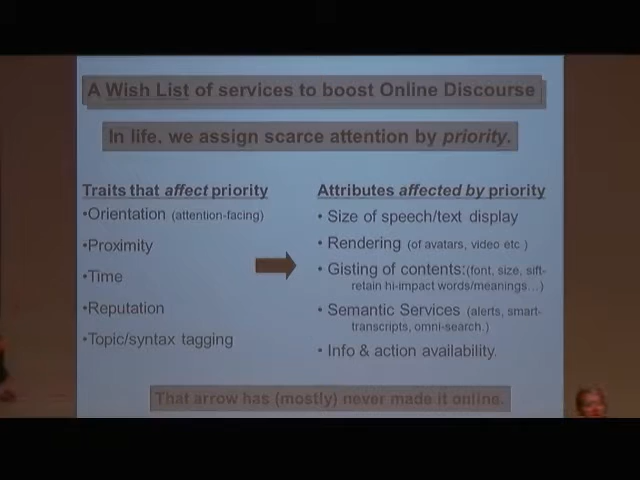 A Wish List of services to boost Online Discourse
In life, we assign scarce attention by priority.
Traits that affect priority
•Orientation (attention-facing)
•Proximity
•Time
•Reputation
•Topic/syntax tagging
Attributes affected by priority
• Size of speech/text display
• Rendering (of avatars, video etc.)
• Gisting of contents:(font, size, sift-
retain hi-impact words/meanings…)
• Semantic Services (alerts, smart-
transcripts, omni-search.)
• Info & action availability.
That arrow has (mostly) never made it online.